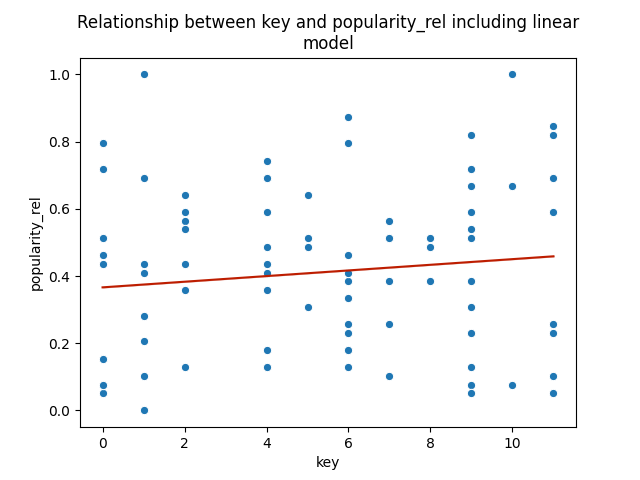 Relationship between key and popularity_rel including linear
model
1.0
0.8
0.6
0.4
0.2
0.0
popularity_rel
0 2 4 6 8 10
key